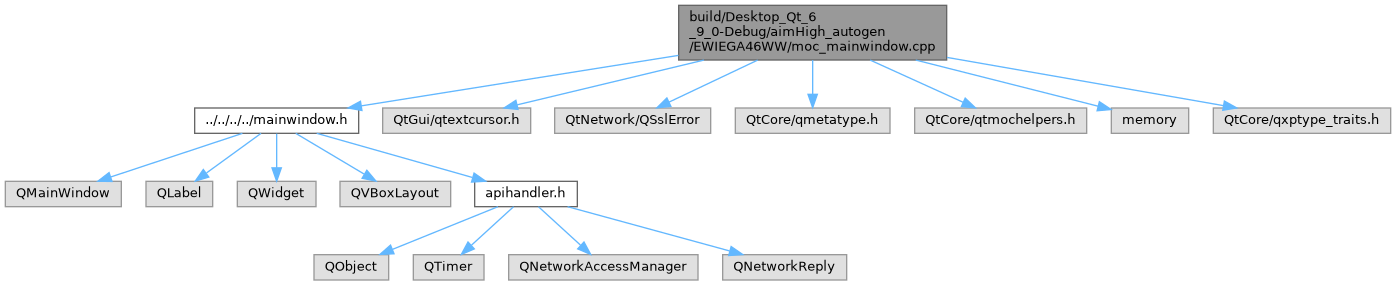 build/Desktop_Qt_6
_9_0-Debug/aimHigh_autogen
/EWIEGA46WW/moc_mainwindow.cpp
../../../../mainwindow.h
QtGui/qtextcursor.h
QtNetwork/QSslError
QtCore/qmetatype.h
QtCore/qtmochelpers.h
memory
QtCore/qxptype_traits.h
QMainWindow
QLabel
QWidget
QVBoxLayout
apihandler.h
QObject
QTimer
QNetworkAccessManager
QNetworkReply